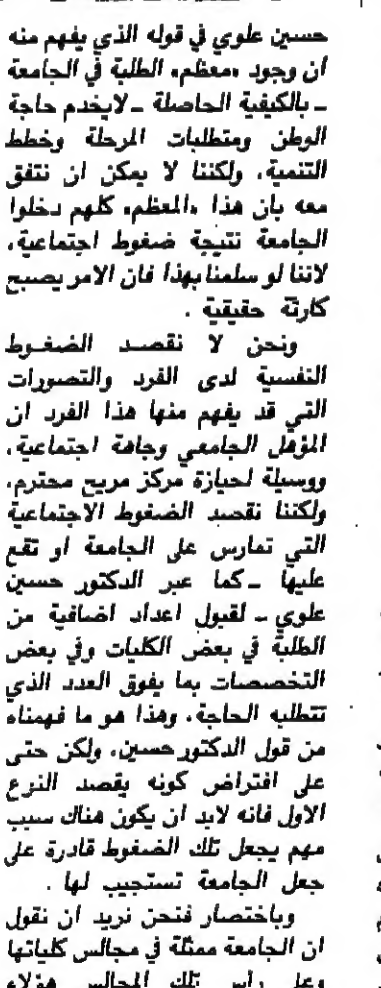 حسين علوي في قوله الذي يفهم منه
ان وجود «معظم» الطلبة في الجامعة
ـ بالكيفية الحاصلة ـ لايخدم حاجة
الوطن ومتطلبات المرحلة وخطط
التنمية، ولكننا لا يمكن ان نتفق
معه بان هذا «المعظم» كلهم دخلوا
الجامعة نتيجة ضغوط اجتماعية،
لاننا لو سلمنا بهذا فان الامر يصبح
كارثة حقيقية .
ونحن لا نقصد الضغوط
النفسية لدى الفرد والتصورات
التي قد يفهم منها هذا الفرد ان
المؤهل الجامعي وجاهة اجتماعية،
ووسيلة لحيازة مركز مريح محترم،
ولكننا نقصد الضغوط الاجتماعية
التي تمارس على الجامعة او تقع
عليها ـ كما عبر الدكتور حسين
علوي ـ لقبول اعداد اضافية من
الطلبة في بعض الكليات وفي بعض
التخصصات بما يفوق العدد الذي
تتطلبه الحاجة، وهذا هو ما فهمناه
من قول الدكتور حسين، ولكن حتى
على افتراض كونه يقصد النوع
الاول فانه لابد ان يكون هناك سبب
مهم يجعل تلك الضغوط قادرة على
جعل الجامعة تستجيب لها .
وباختصار فنحن نريد ان نقول
ان الجامعة ممثلة في مجالس كلياتها
وعلى رأس تلك المجالس هؤلاء